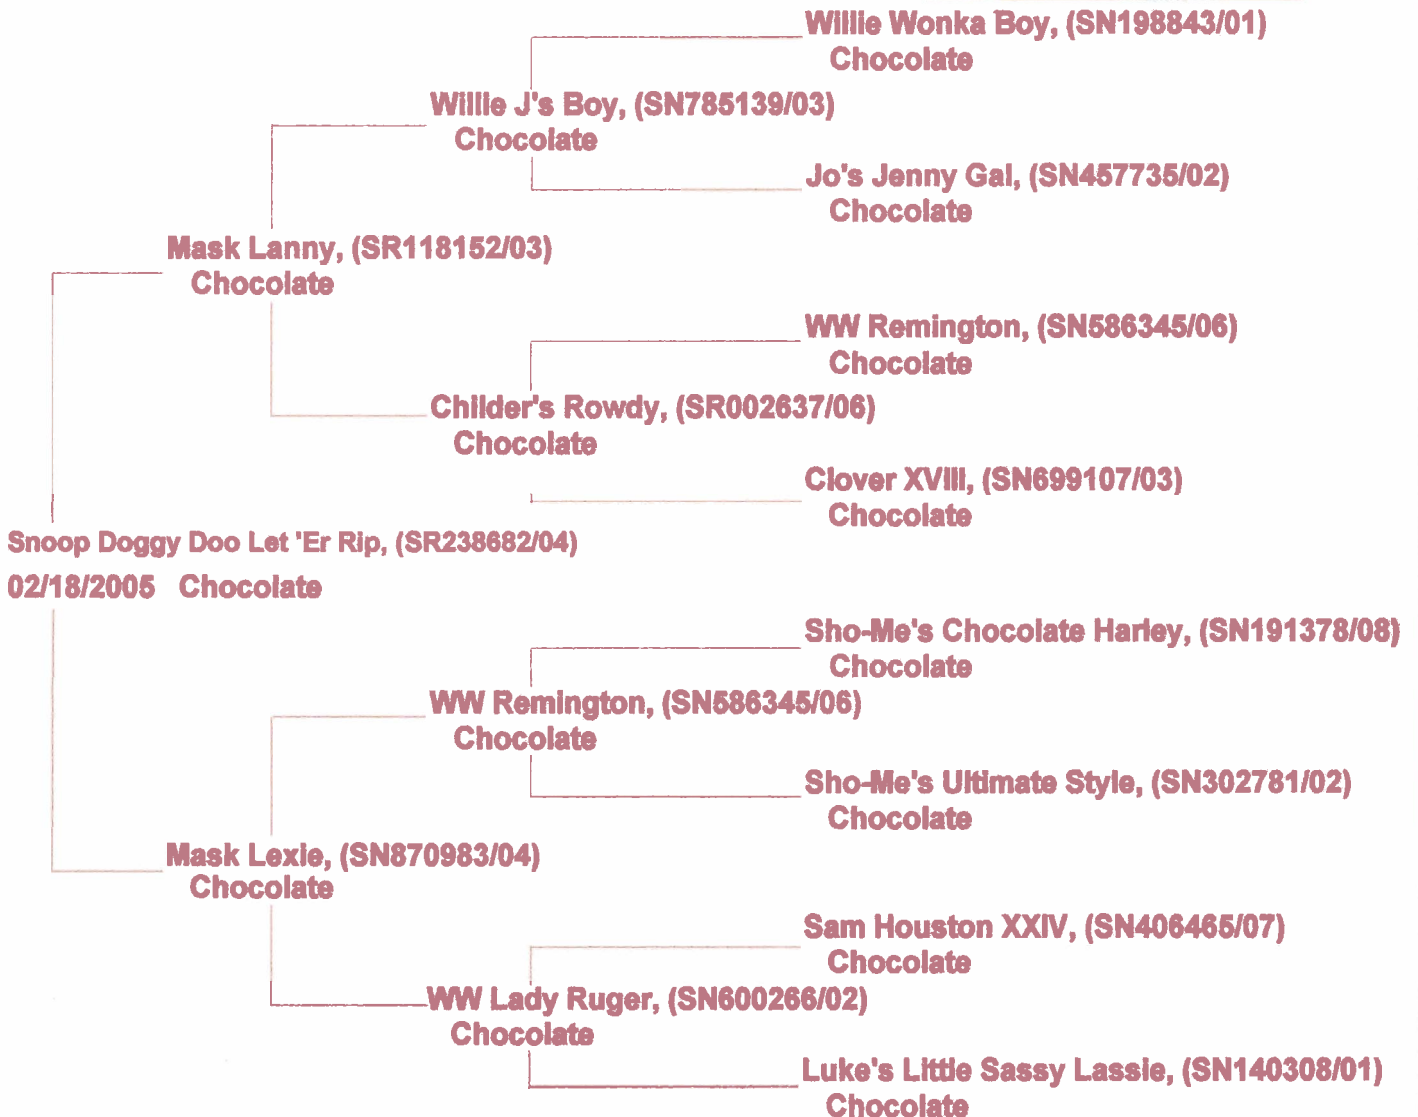 Willie Wonka Boy, (SN198843/01)
Chocolate
Willie J's Boy, (SN785139/03)
Chocolate
Jo's Jenny Gal, (SN457735/02)
Chocolate
Mask Lanny, (SR118152/03)
Chocolate
WW Remington, (SN586345/06)
Chocolate
Childer's Rowdy, (SR002637/06)
Chocolate
Clover XVIII, (SN699107/03)
Chocolate
Snoop Doggy Doo Let 'Er Rip, (SR238682/04)
02/18/2005 Chocolate
Sho-Me's Chocolate Harley, (SN191378/08)
Chocolate
WW Remington, (SN586345/06)
Chocolate
Sho-Me's Ultimate Style, (SN302781/02)
Chocolate
Mask Lexie, (SN870983/04)
Chocolate
Sam Houston XXIV, (SN406465/07)
Chocolate
WW Lady Ruger, (SN600266/02)
Chocolate
Luke's Little Sassy Lassie, (SN140308/01)
Chocolate